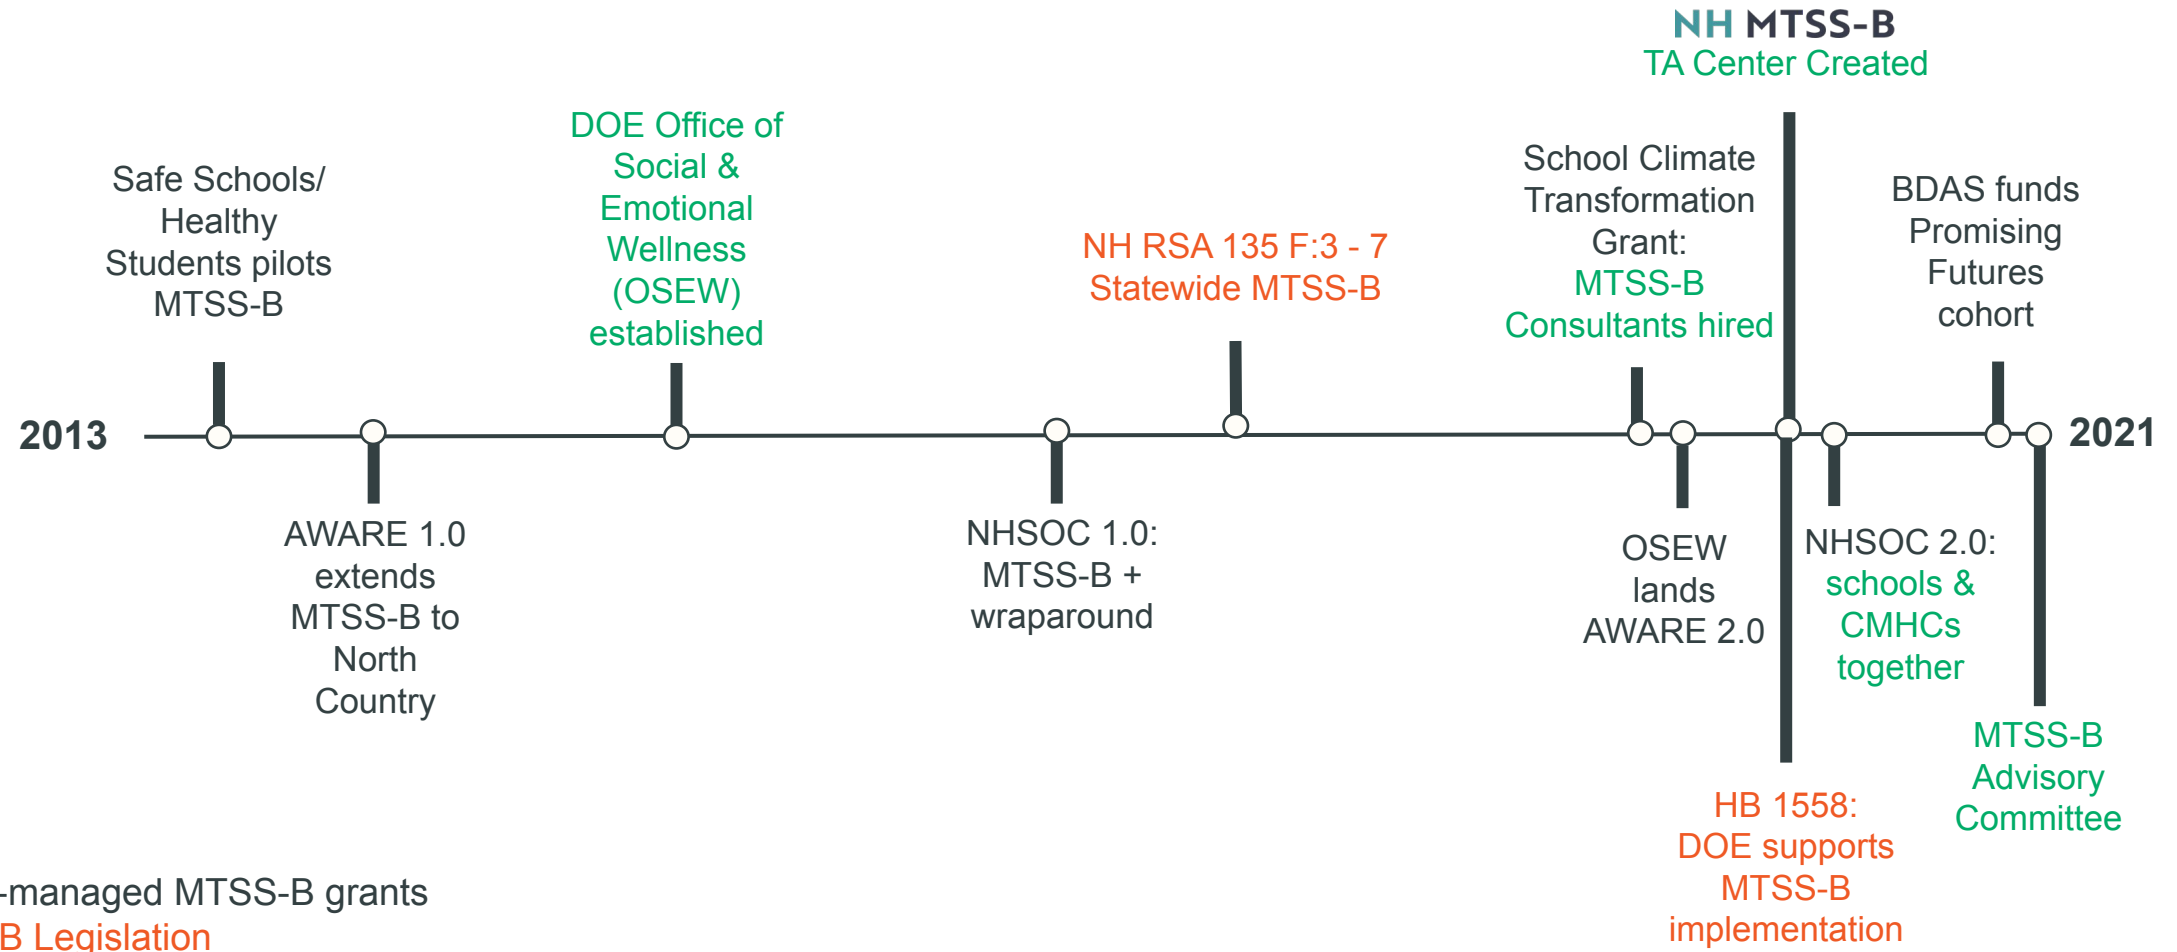 NH MTSS-B
TA Center Created
Safe Schools/
Healthy
Students pilots
MTSS-B
DOE Office of
Social &
Emotional
Wellness
(OSEW)
established
NH RSA 135 F:3 - 7
Statewide MTSS-B
School Climate
Transformation
Grant:
MTSS-B
Consultants hired
BDAS funds
Promising
Futures
cohort
2013
2021
AWARE 1.0
extends
MTSS-B to
North
Country
NHSOC 1.0:
MTSS-B +
wraparound
OSEW
lands
AWARE 2.0
NHSOC 2.0:
schools &
CMHCs
together
HB 1558:
DOE supports
MTSS-B
implementation
MTSS-B
Advisory
Committee
-managed MTSS-B grants
B Legislation